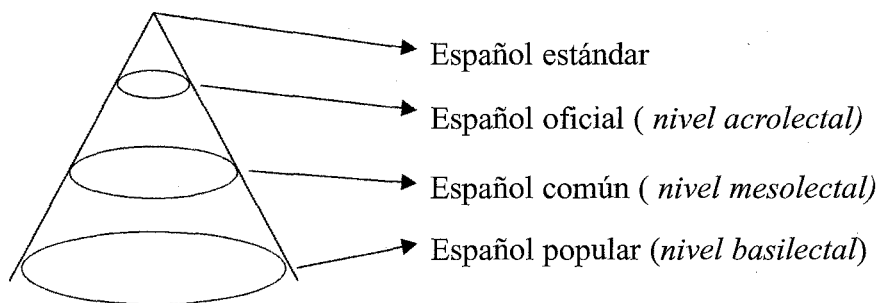 Español estándar
Español oficial ( nivel acrolectal)
Español común ( nivel mesolectal)
Español popular (nivel basilectal)